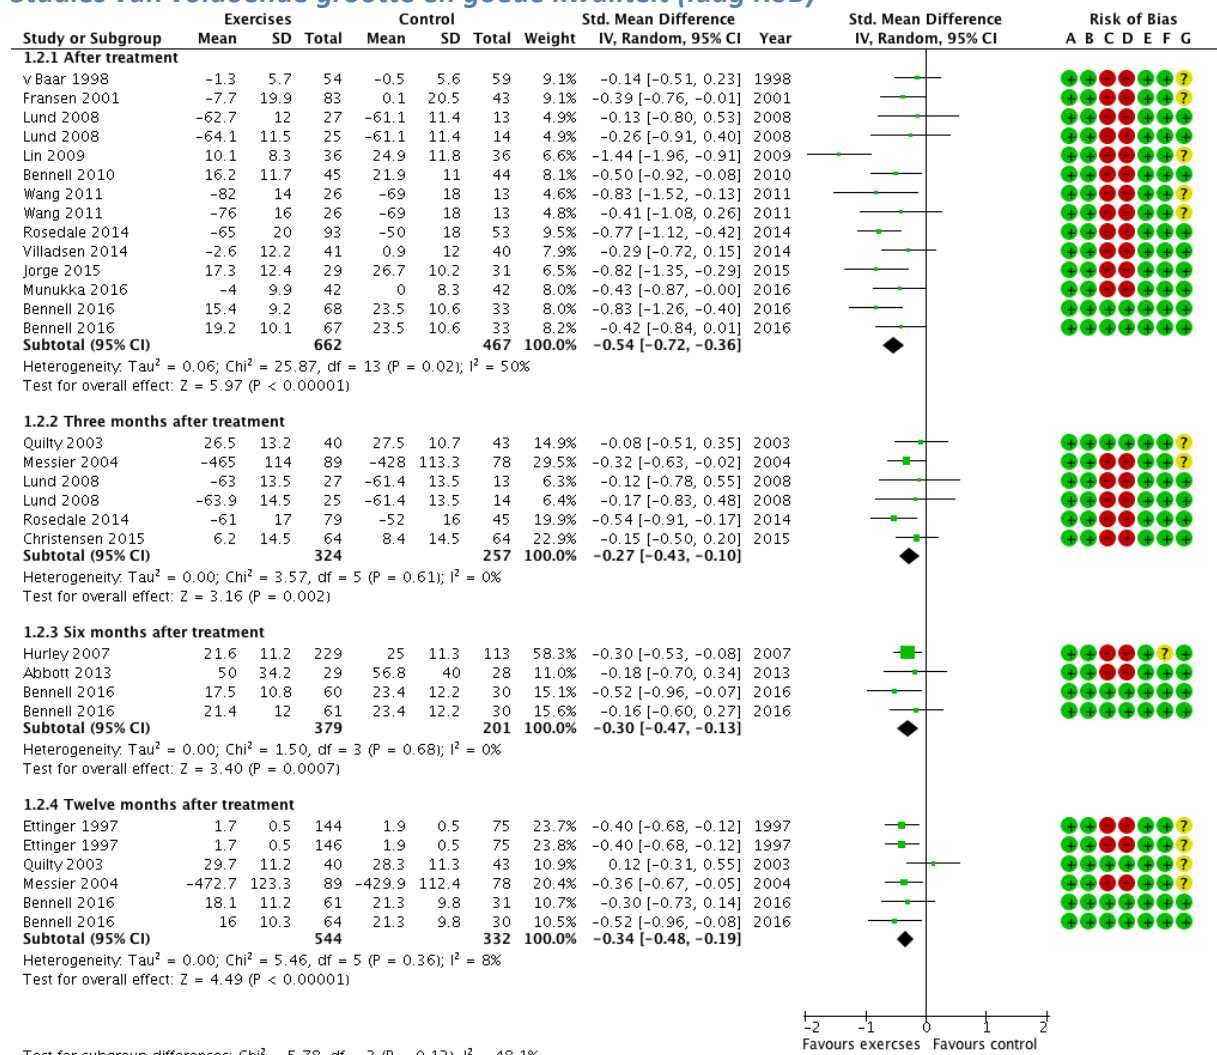 Studies van voldoende grootte en goede kwaliteit (laag RoB)
Exercises Control Std. Mean Difference Std. Mean Difference Risk of Bias
Study or Subgroup Mean SD Total Mean SD Total Weight IV, Random, 95% CI Year IV, Random, 95% CI A B C D E F G
1.2.1 After treatment
v Baar 1998 −1.3 5.7 54 −0.5 5.6 59 9.1% −0.14 [−0.51, 0.23] 1998 + + − − + + ?
Fransen 2001 −7.7 19.9 83 0.1 20.5 43 9.1% −0.39 [−0.76, −0.01] 2001 + + − − + + ?
Lund 2008 −62.7 12 27 −61.1 11.4 13 4.9% −0.13 [−0.80, 0.53] 2008 + + − − + + +
Lund 2008 −64.1 11.5 25 −61.1 11.4 14 4.9% −0.26 [−0.91, 0.40] 2008 + + − − + + +
Lin 2009 10.1 8.3 36 24.9 11.8 36 6.6% −1.44 [−1.96, −0.91] 2009 + + − − + + ?
Bennell 2010 16.2 11.7 45 21.9 11 44 8.1% −0.50 [−0.92, −0.08] 2010 + + − − + + +
Wang 2011 −82 14 26 −69 18 13 4.6% −0.83 [−1.52, −0.13] 2011 + + − − + + ?
Wang 2011 −76 16 26 −69 18 13 4.8% −0.41 [−1.08, 0.26] 2011 + + − − + + ?
Rosedale 2014 −65 20 93 −50 18 53 9.5% −0.77 [−1.12, −0.42] 2014 + + − − + + +
Villadsen 2014 −2.6 12.2 41 0.9 12 40 7.9% −0.29 [−0.72, 0.15] 2014 + + − − + + +
Jorge 2015 17.3 12.4 29 26.7 10.2 31 6.5% −0.82 [−1.35, −0.29] 2015 + + − − + + +
Munukka 2016 −4 9.9 42 0 8.3 42 8.0% −0.43 [−0.87, −0.00] 2016 + + − − + + +
Bennell 2016 15.4 9.2 68 23.5 10.6 33 8.0% −0.83 [−1.26, −0.40] 2016 + + + + + + +
Bennell 2016 19.2 10.1 67 23.5 10.6 33 8.2% −0.42 [−0.84, 0.01] 2016 + + − − + + +
Subtotal (95% CI) 662 467 100.0% −0.54 [−0.72, −0.36]
Heterogeneity: Tau² = 0.06; Chi² = 25.87, df = 13 (P = 0.02); I² = 50%
Test for overall effect: Z = 5.97 (P < 0.00001)
1.2.2 Three months after treatment
Quilty 2003 26.5 13.2 40 27.5 10.7 43 14.9% −0.08 [−0.51, 0.35] 2003 + + + + + + ?
Messier 2004 −465 114 89 −428 113.3 78 29.5% −0.32 [−0.63, −0.02] 2004 + + − − + + ?
Lund 2008 −63 13.5 27 −61.4 13.5 13 6.3% −0.12 [−0.78, 0.55] 2008 + + − − + + +
Lund 2008 −63.9 14.5 25 −61.4 13.5 14 6.4% −0.17 [−0.83, 0.48] 2008 + + − − + + +
Rosedale 2014 −61 17 79 −52 16 45 19.9% −0.54 [−0.91, −0.17] 2014 + + − − + + +
Christensen 2015 6.2 14.5 64 8.4 14.5 64 22.9% −0.15 [−0.50, 0.20] 2015 + + − − + + +
Subtotal (95% CI) 324 257 100.0% −0.27 [−0.43, −0.10]
Heterogeneity: Tau² = 0.00; Chi² = 3.57, df = 5 (P = 0.61); I² = 0%
Test for overall effect: Z = 3.16 (P = 0.002)
1.2.3 Six months after treatment
Hurley 2007 21.6 11.2 229 25 11.3 113 58.3% −0.30 [−0.53, −0.08] 2007 + + − − + ? +
Abbott 2013 50 34.2 29 56.8 40 28 11.0% −0.18 [−0.70, 0.34] 2013 + + − − + + +
Bennell 2016 17.5 10.8 60 23.4 12.2 30 15.1% −0.52 [−0.96, −0.07] 2016 + + + + + + +
Bennell 2016 21.4 12 61 23.4 12.2 30 15.6% −0.16 [−0.60, 0.27] 2016 + + + + + + +
Subtotal (95% CI) 379 201 100.0% −0.30 [−0.47, −0.13]
Heterogeneity: Tau² = 0.00; Chi² = 1.50, df = 3 (P = 0.68); I² = 0%
Test for overall effect: Z = 3.40 (P = 0.0007)
1.2.4 Twelve months after treatment
Ettinger 1997 1.7 0.5 144 1.9 0.5 75 23.7% −0.40 [−0.68, −0.12] 1997 + + − − + + ?
Ettinger 1997 1.7 0.5 146 1.9 0.5 75 23.8% −0.40 [−0.68, −0.12] 1997 + + − − + + ?
Quilty 2003 29.7 11.2 40 28.3 11.3 43 10.9% 0.12 [−0.31, 0.55] 2003 + + + + + + ?
Messier 2004 −472.7 123.3 89 −429.9 112.4 78 20.4% −0.36 [−0.67, −0.05] 2004 + + − − + + ?
Bennell 2016 18.1 11.2 61 21.3 9.8 31 10.7% −0.30 [−0.73, 0.14] 2016 + + + + + + +
Bennell 2016 16 10.3 64 21.3 9.8 30 10.5% −0.52 [−0.96, −0.08] 2016 + + + + + + +
Subtotal (95% CI) 544 332 100.0% −0.34 [−0.48, −0.19]
Heterogeneity: Tau² = 0.00; Chi² = 5.46, df = 5 (P = 0.36); I² = 8%
Test for overall effect: Z = 4.49 (P < 0.00001)
−2 −1 0 1 2
Favours exercses Favours control
Test for subgroup differences: Chi² = 5.78, df = 3 (P = 0.12), I² = 48.1%